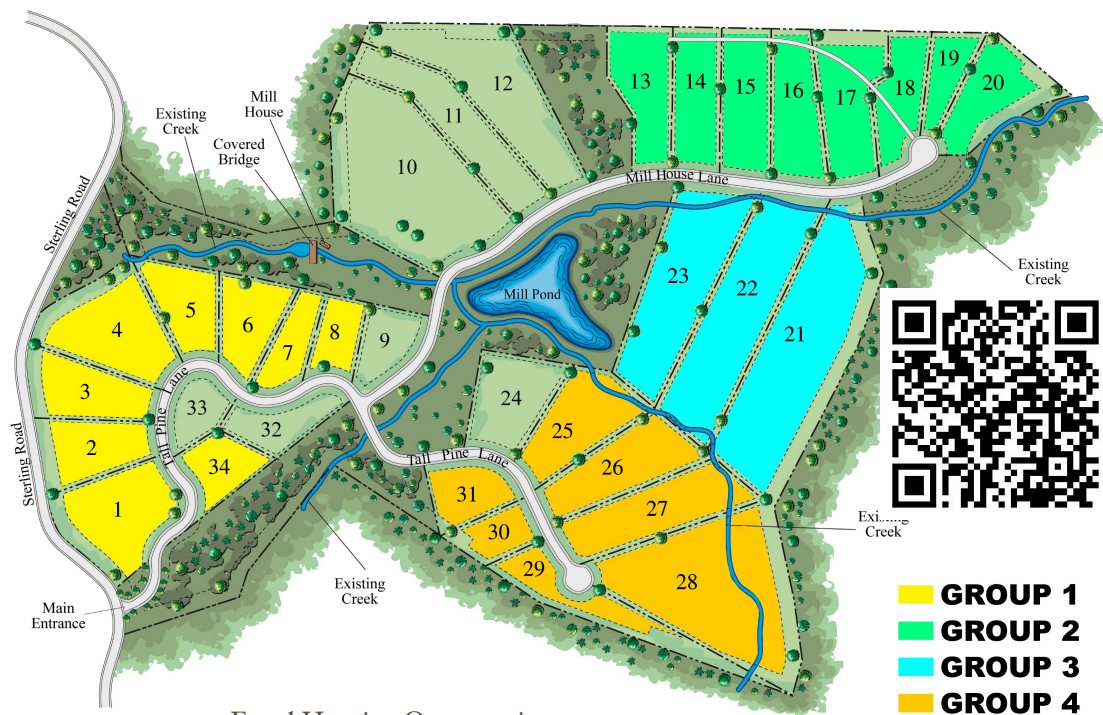 Mill
House
Existing
Creek
Covered
Bridge
12
11
10
13
14
15
16
17
18
19
20
Mill House Lane
Sterling Road
Existing
Creek
Mill Pond
23
22
21
4
5
6
7
8
9
3
2
1
33
32
34
Tall Pine Lane
Sterling Road
24
25
26
27
28
Tall Pine Lane
31
30
29
Existing
Creek
Existing
Creek
Main
Entrance
GROUP 1
GROUP 2
GROUP 3
GROUP 4